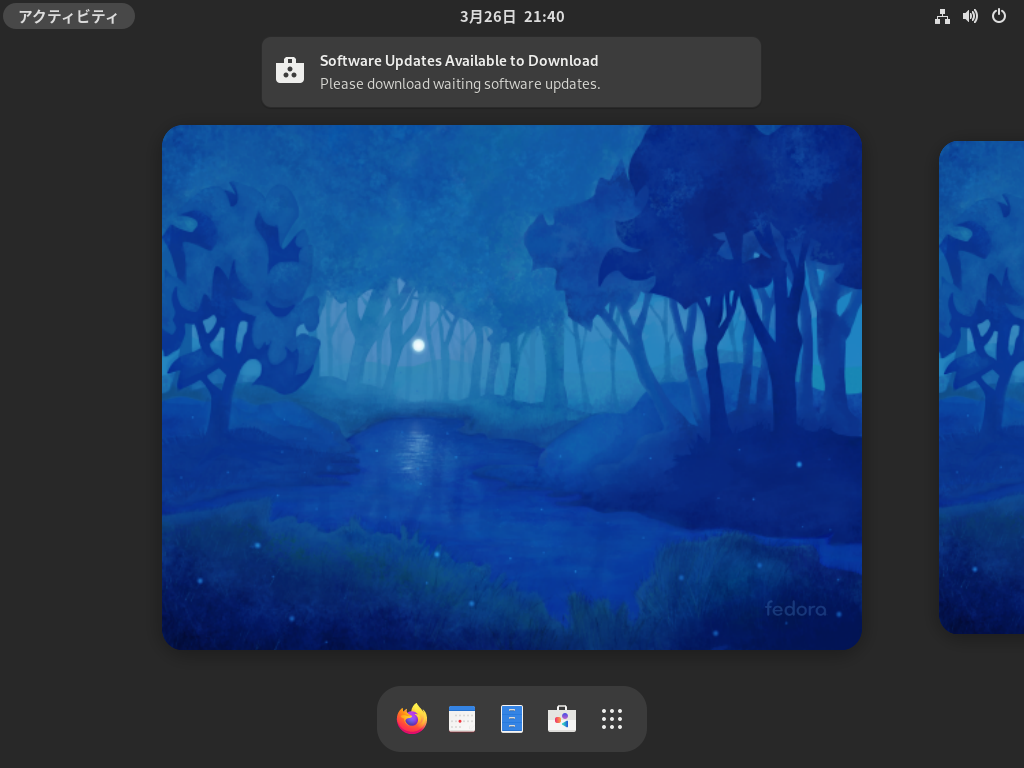 アクティビティ
3月26日 21:40
Software Updates Available to Download
Please download waiting software updates.
fedora